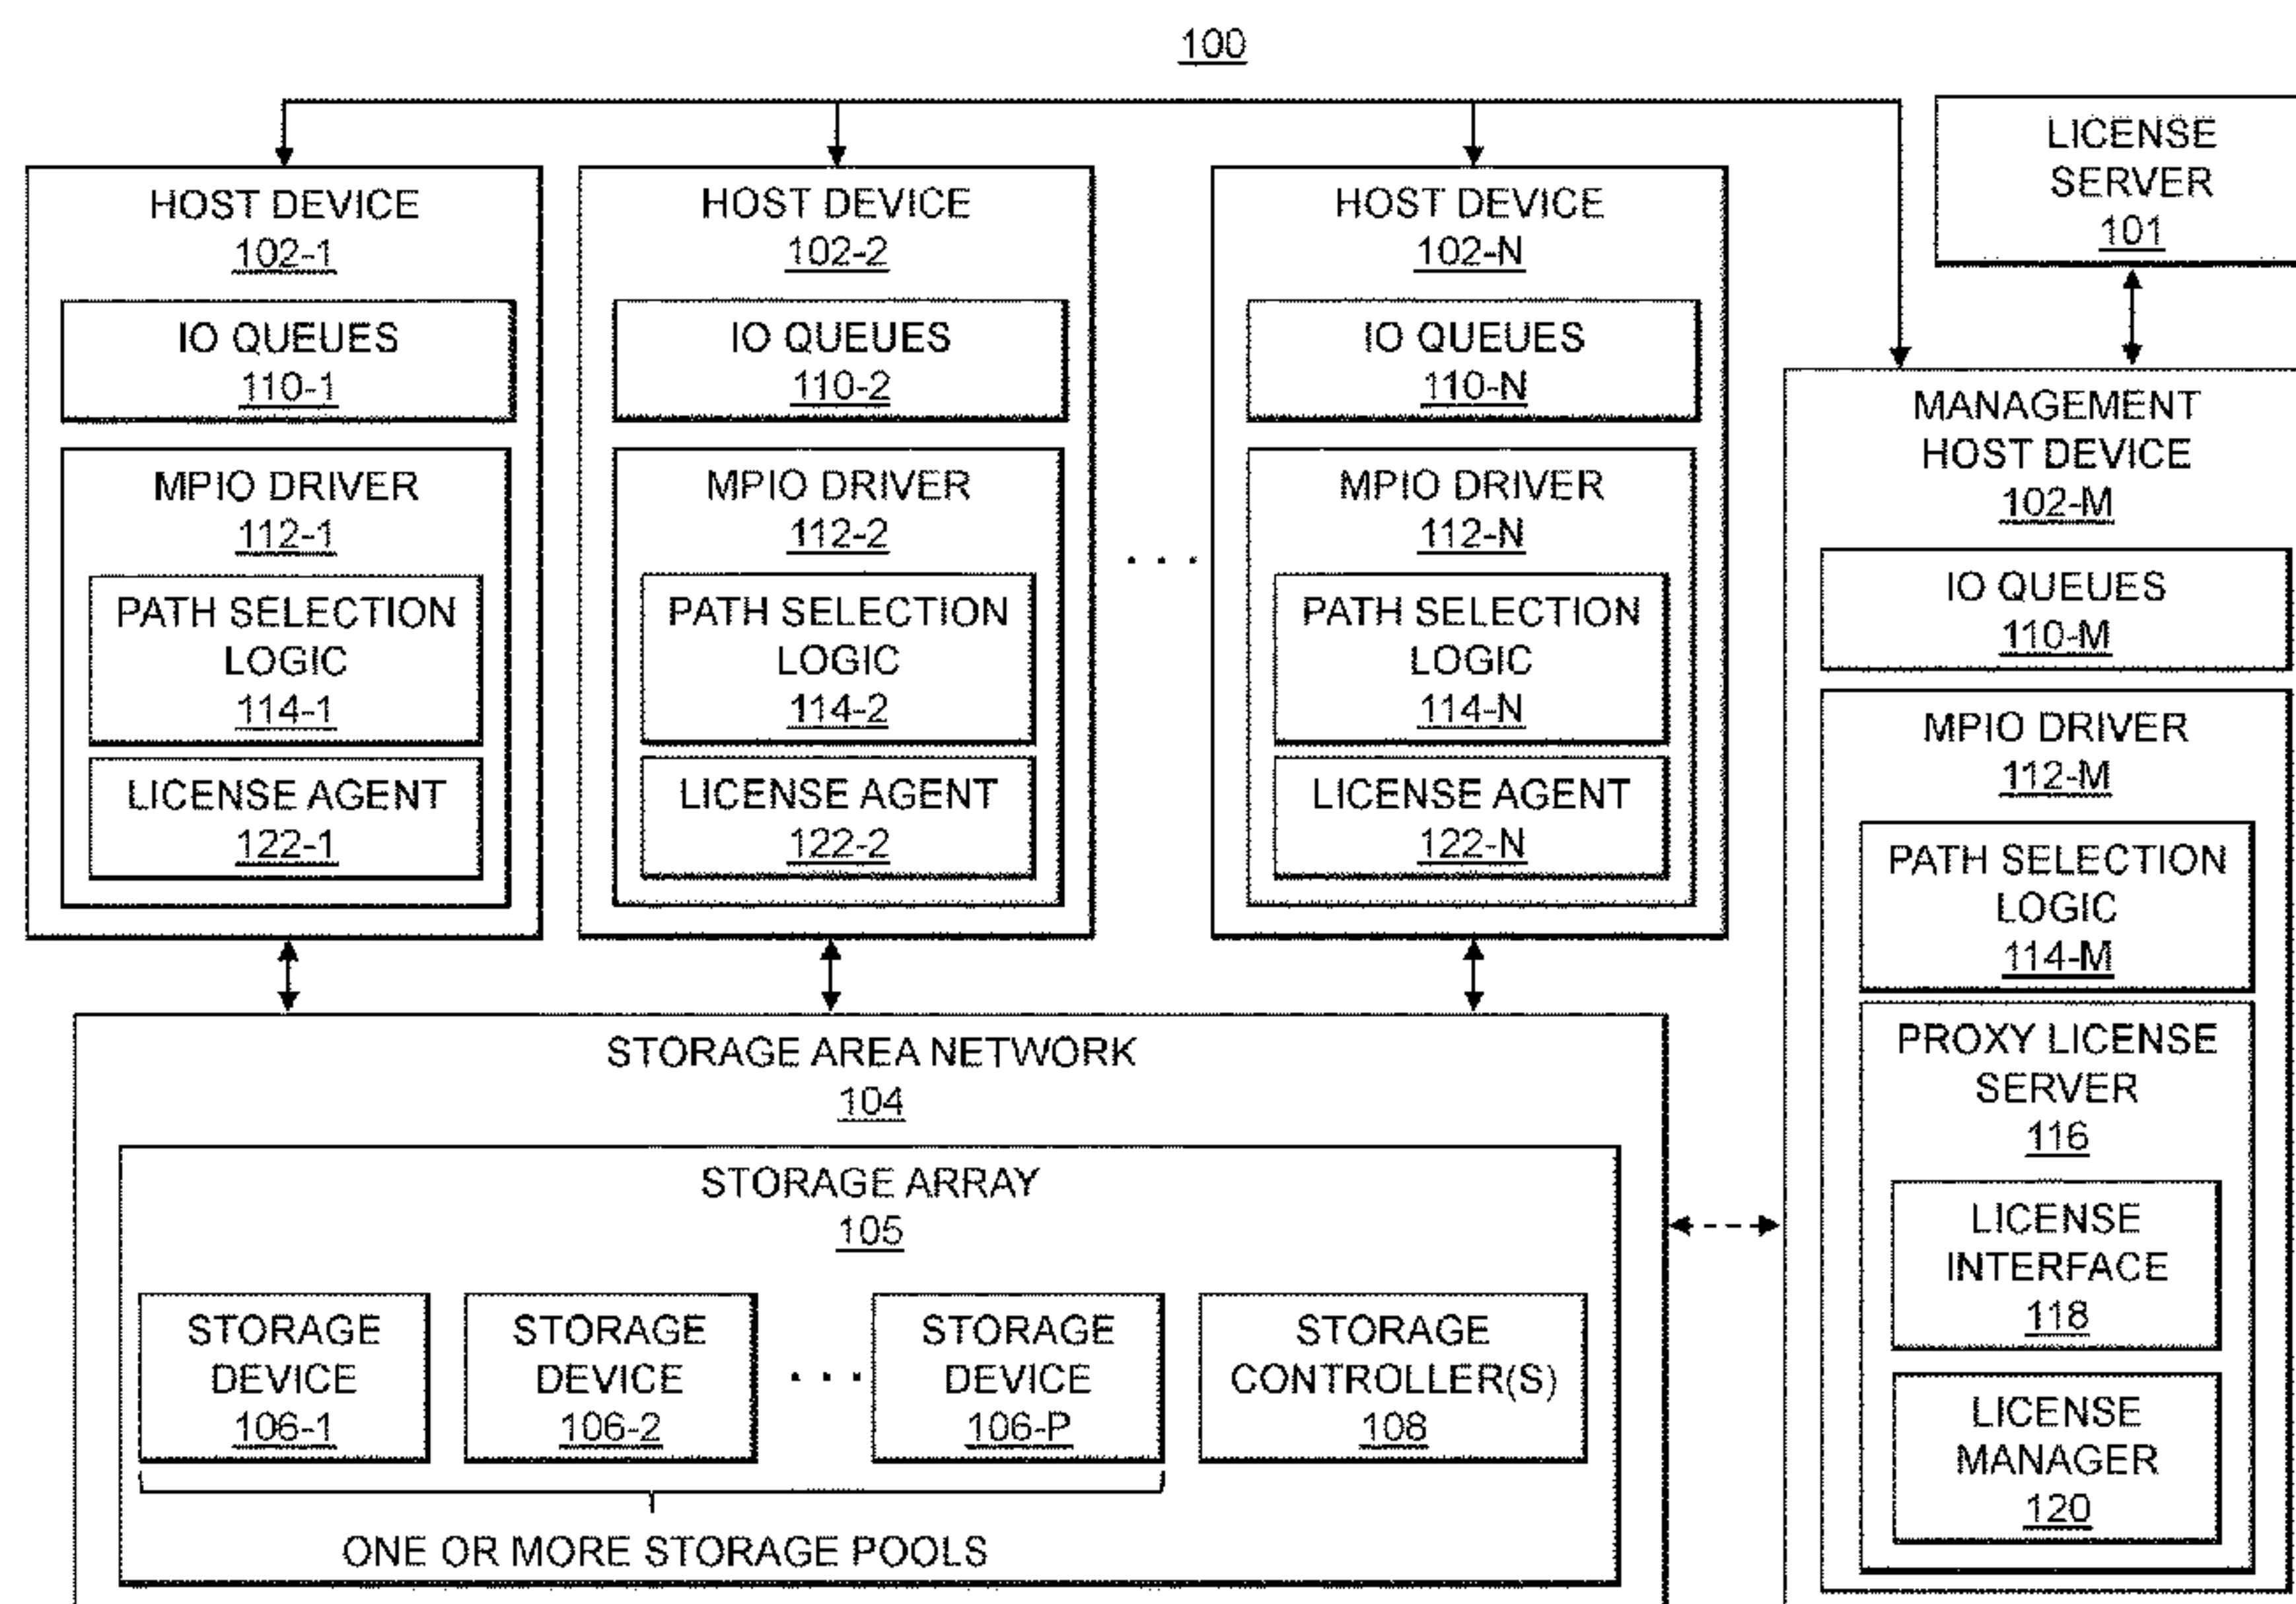 100
HOST DEVICE
102-1
IO QUEUES
110-1
MPIO DRIVER
112-1
PATH SELECTION
LOGIC
114-1
LICENSE AGENT
122-1
HOST DEVICE
102-2
IO QUEUES
110-2
MPIO DRIVER
112-2
PATH SELECTION
LOGIC
114-2
LICENSE AGENT
122-2
. . .
HOST DEVICE
102-N
IO QUEUES
110-N
MPIO DRIVER
112-N
PATH SELECTION
LOGIC
114-N
LICENSE AGENT
122-N
LICENSE
SERVER
101
MANAGEMENT
HOST DEVICE
102-M
IO QUEUES
110-M
MPIO DRIVER
112-M
PATH SELECTION
LOGIC
114-M
PROXY LICENSE
SERVER
116
LICENSE
INTERFACE
118
LICENSE
MANAGER
120
STORAGE AREA NETWORK
104
STORAGE ARRAY
105
STORAGE
DEVICE
106-1
STORAGE
DEVICE
106-2
. . .
STORAGE
DEVICE
106-P
STORAGE
CONTROLLER(S)
108
ONE OR MORE STORAGE POOLS